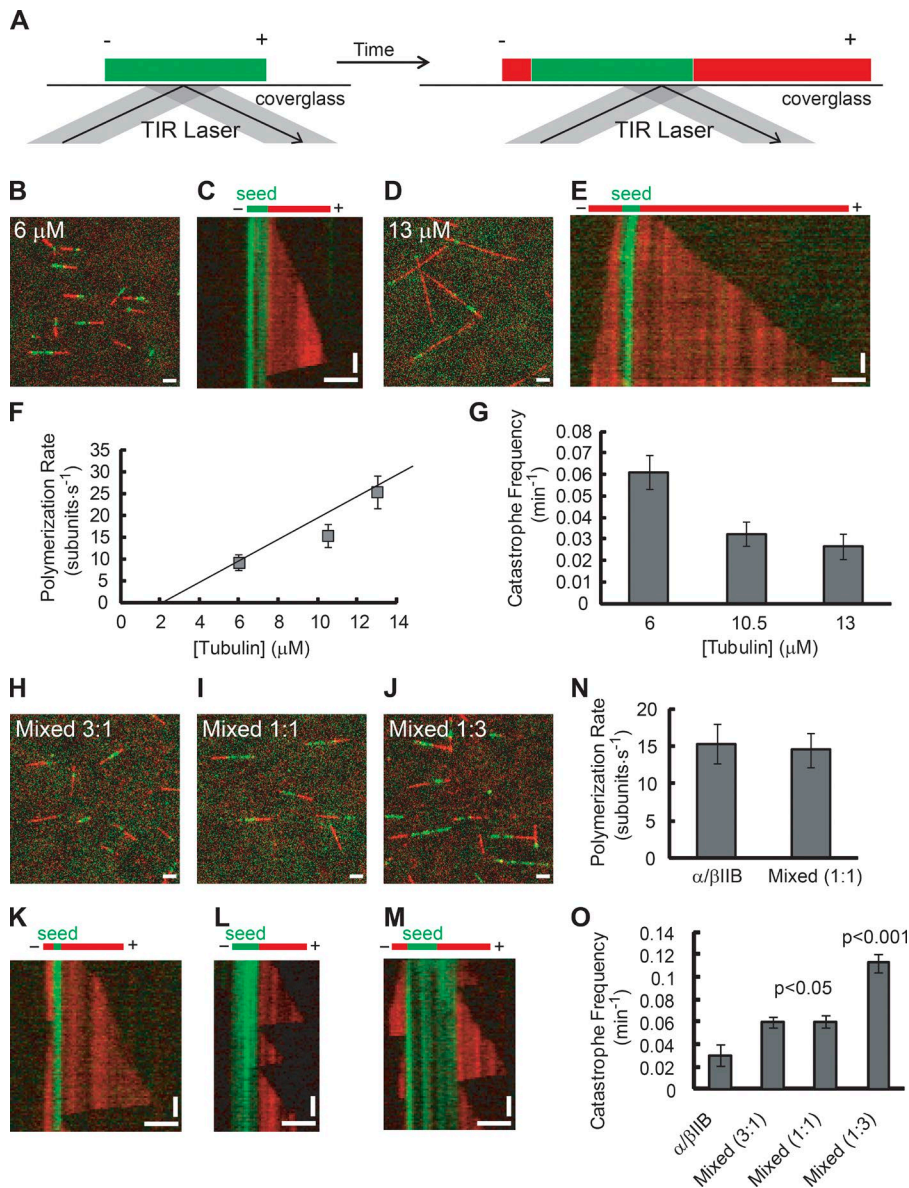 A
- + Time - +
coverglass coverglass
TIR Laser TIR Laser
B C D E
seed seed
– + – +
6 μM 13 μM
F
Polymerization Rate
(subunits·s⁻¹)
35
30
25
20
15
10
5
0
0 2 4 6 8 10 12 14
[Tubulin] (μM)
G
Catastrophe Frequency
(min⁻¹)
0.08
0.07
0.06
0.05
0.04
0.03
0.02
0.01
0
6 10.5 13
[Tubulin] (μM)
H I J
Mixed 3:1 Mixed 1:1 Mixed 1:3
N
Polymerization Rate
(subunits·s⁻¹)
20
15
10
5
0
α/βIIB Mixed (1:1)
K L M
seed seed seed
– + – + – +
O
Catastrophe Frequency
(min⁻¹)
0.14
0.12
0.10
0.08
0.06
0.04
0.02
0
p<0.001
p<0.05
α/βIIB
Mixed (3:1)
Mixed (1:1)
Mixed (1:3)